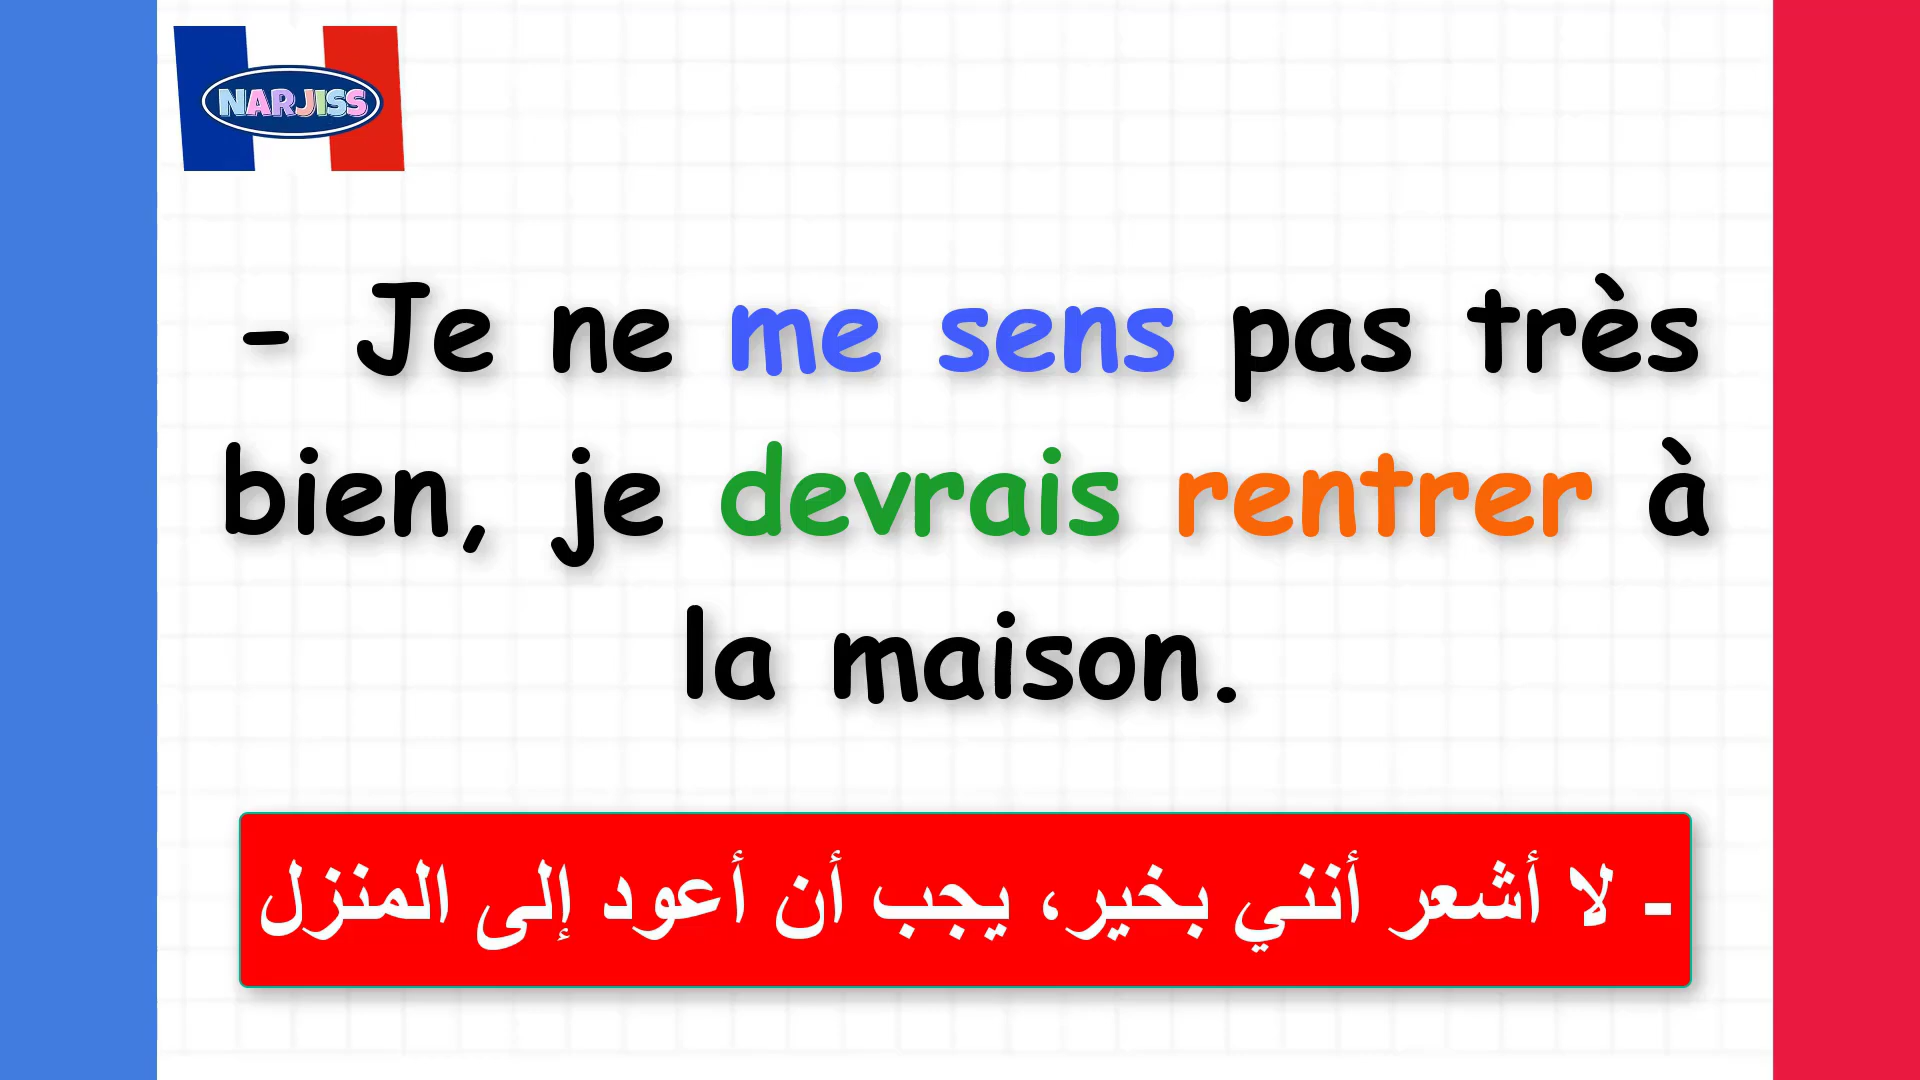 NARJISS
- Je ne me sens pas très
bien, je devrais rentrer à
la maison.
- لا أشعر أنني بخير، يجب أن أعود إلى المنزل